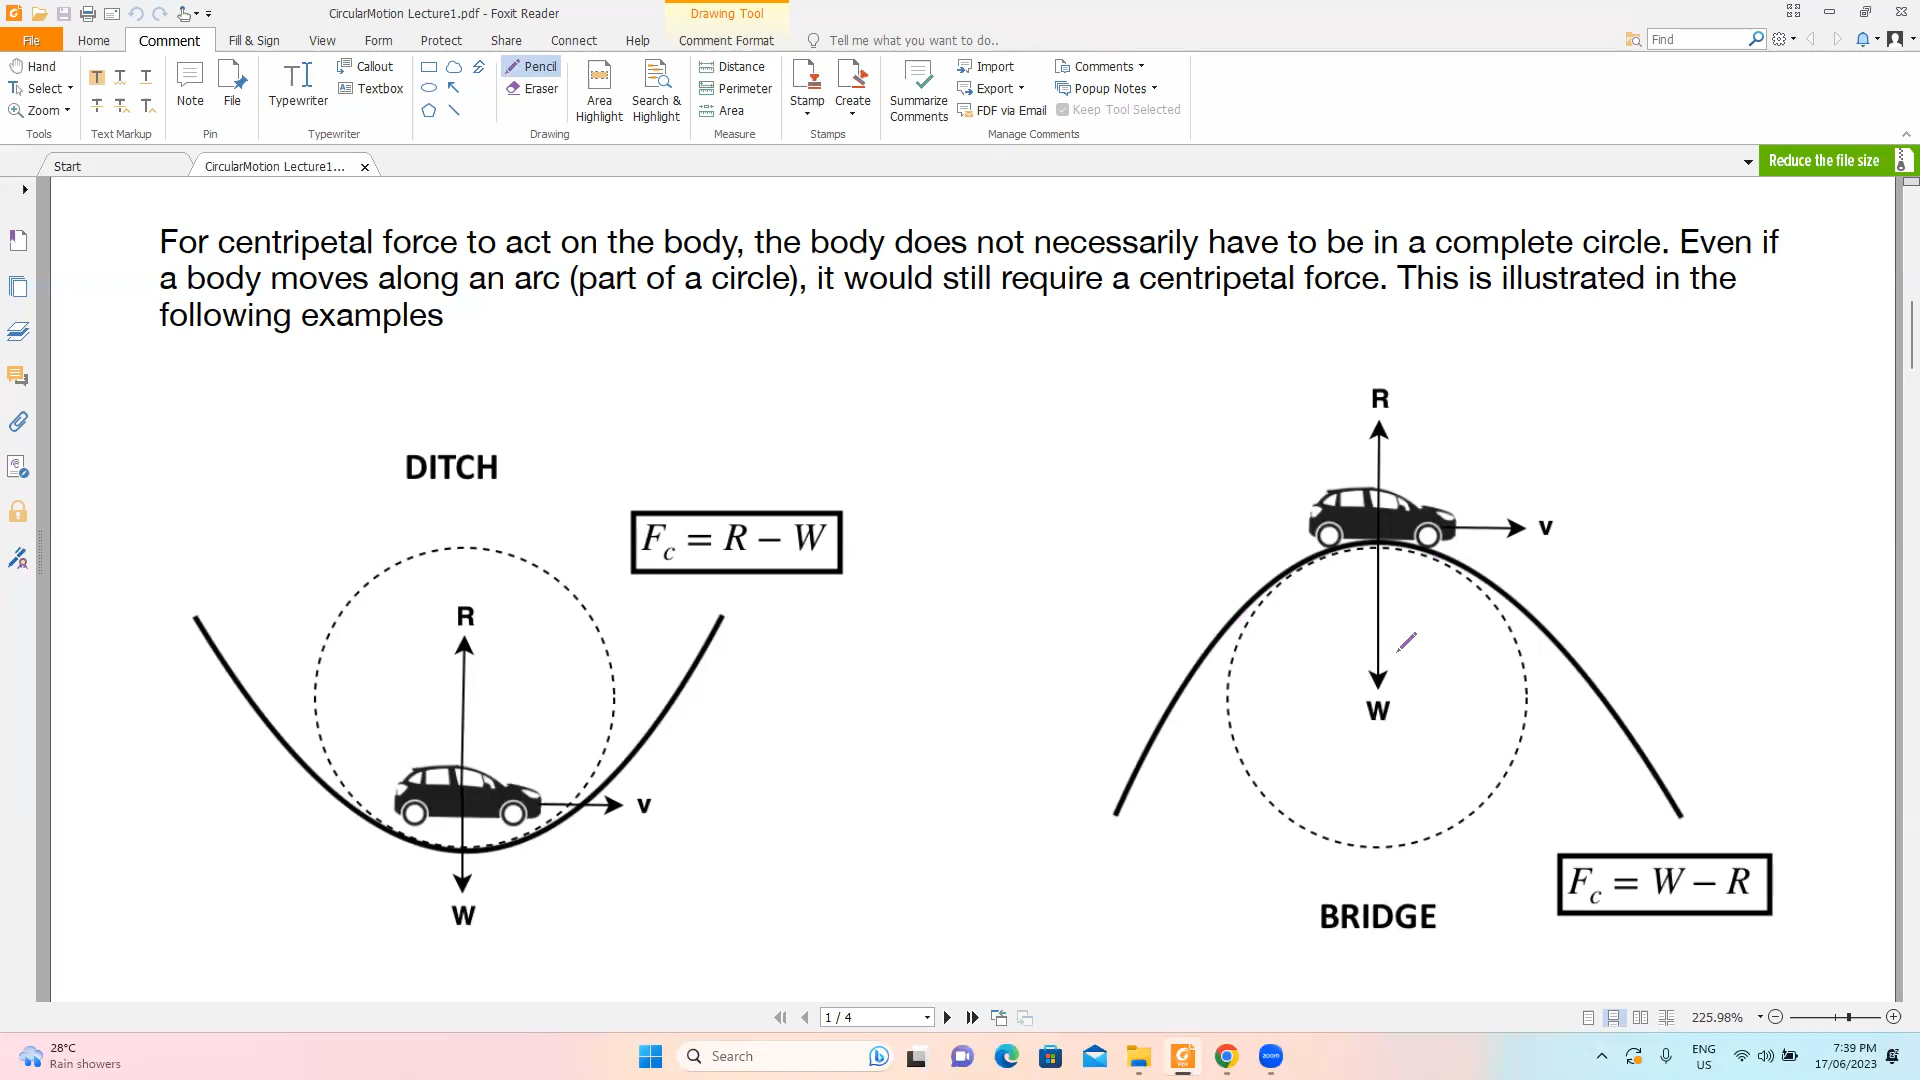 CircularMotion Lecture1.pdf - Foxit Reader
Drawing Tool
File
Home
Comment
Fill & Sign
View
Form
Protect
Share
Connect
Help
Comment Format
Tell me what you want to do..
Find
Hand
Select
Zoom
Tools
Text Markup
Note
File
Pin
Typewriter
Callout
Textbox
Typewriter
Pencil
Eraser
Drawing
Area
Highlight
Search &
Highlight
Distance
Perimeter
Area
Measure
Stamp
Create
Stamps
Summarize
Comments
Import
Export
FDF via Email
Comments
Popup Notes
Keep Tool Selected
Manage Comments
Start
CircularMotion Lecture1...
Reduce the file size
For centripetal force to act on the body, the body does not necessarily have to be in a complete circle. Even if
a body moves along an arc (part of a circle), it would still require a centripetal force. This is illustrated in the
following examples
DITCH
F_c = R − W
R
v
W
R
v
W
BRIDGE
F_c = W − R
1 / 4
225.98%
28°C
Rain showers
Search
zoom
ENG
US
7:39 PM
17/06/2023